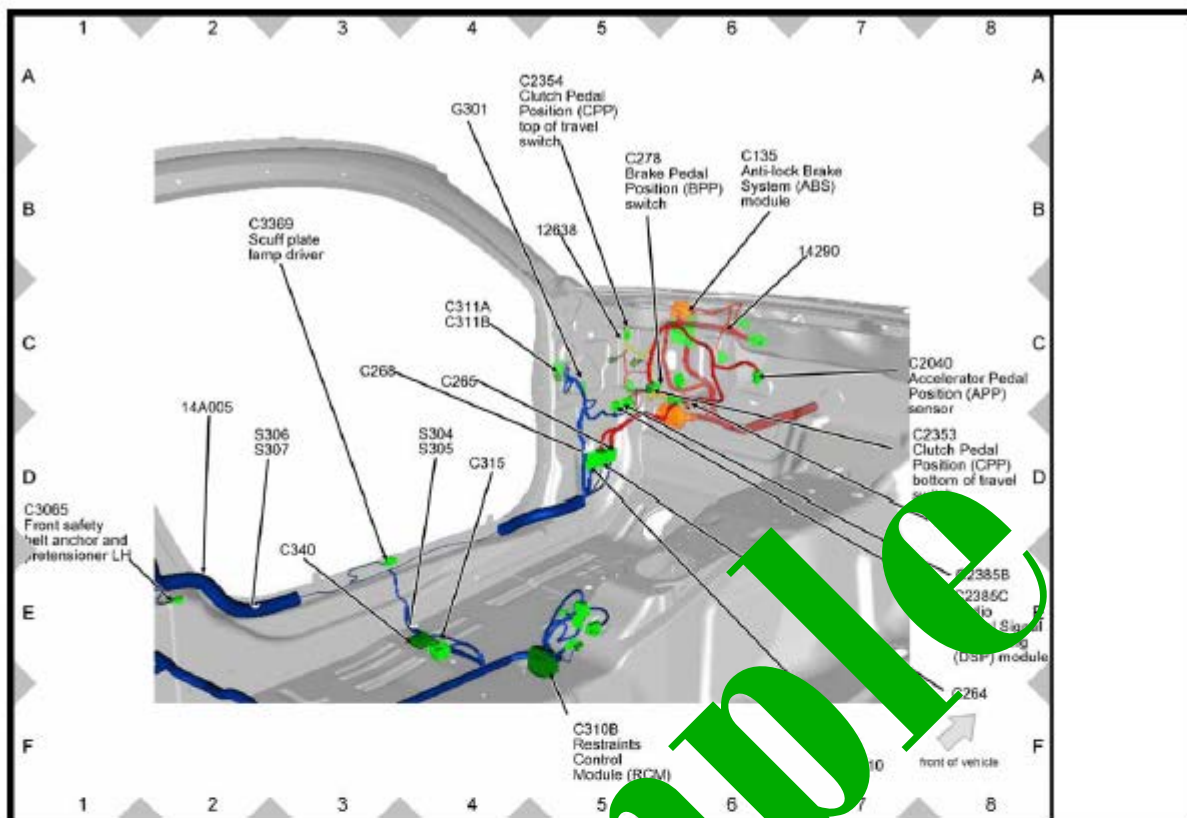 1 2 3 4 5 6 7 8
A A
C2354
Clutch Pedal
Position (CPP)
top of travel
switch
G301
C278
Brake Pedal
Position (BPP)
switch
C135
Anti-lock Brake
System (ABS)
module
B B
C3369
Scuff plate
lamp driver
12638
14290
C311A
C311B
C C
C2040
Accelerator Pedal
Position (APP)
sensor
C268
C265
14A005
S306
S307
S304
S305
C315
C2353
Clutch Pedal
Position (CPP)
bottom of travel
D D
C3065
Front safety
belt anchor and
pretensioner LH
C340
C2385B
C2385C
E
Signal
(DSP) module
C264
C310B
Restraints
Control
Module (RCM)
F F
front of vehicle
10
1 2 3 4 5 6 7 8
ple